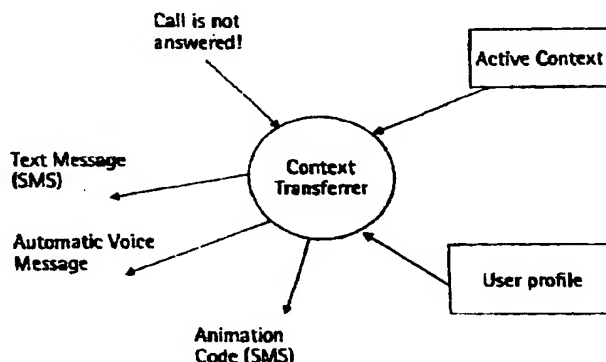 Call is not
answered!
Active Context
Context
Transferrer
Text Message
(SMS)
Automatic Voice
Message
User profile
Animation
Code (SMS)